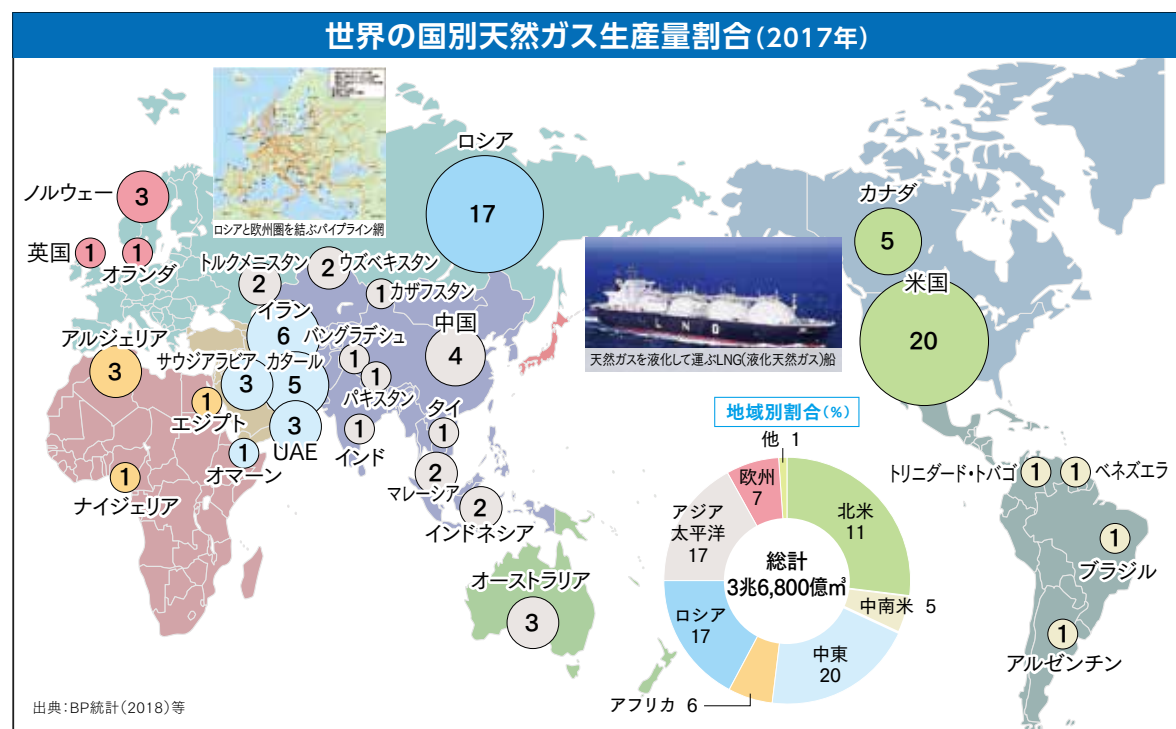 世界の国別天然ガス生産量割合(2017年)
ロシアと欧州圏を結ぶパイプライン網
ロシア
17
ノルウェー
3
英国
1
オランダ
1
トルクメニスタン
2
ウズベキスタン
2
カザフスタン
1
イラン
6
中国
4
バングラデシュ
1
パキスタン
1
アルジェリア
3
サウジアラビア
3
カタール
5
エジプト
1
UAE
3
オマーン
1
ナイジェリア
1
インド
1
タイ
1
マレーシア
2
インドネシア
2
オーストラリア
3
LNG
天然ガスを液化して運ぶLNG(液化天然ガス)船
カナダ
5
米国
20
トリニダード・トバゴ
1
ベネズエラ
1
ブラジル
1
アルゼンチン
1
地域別割合(%)
他 1
北米
11
中南米 5
中東
20
アフリカ 6
ロシア
17
アジア
太平洋
17
欧州
7
総計
3兆6,800億㎥
出典:BP統計(2018)等